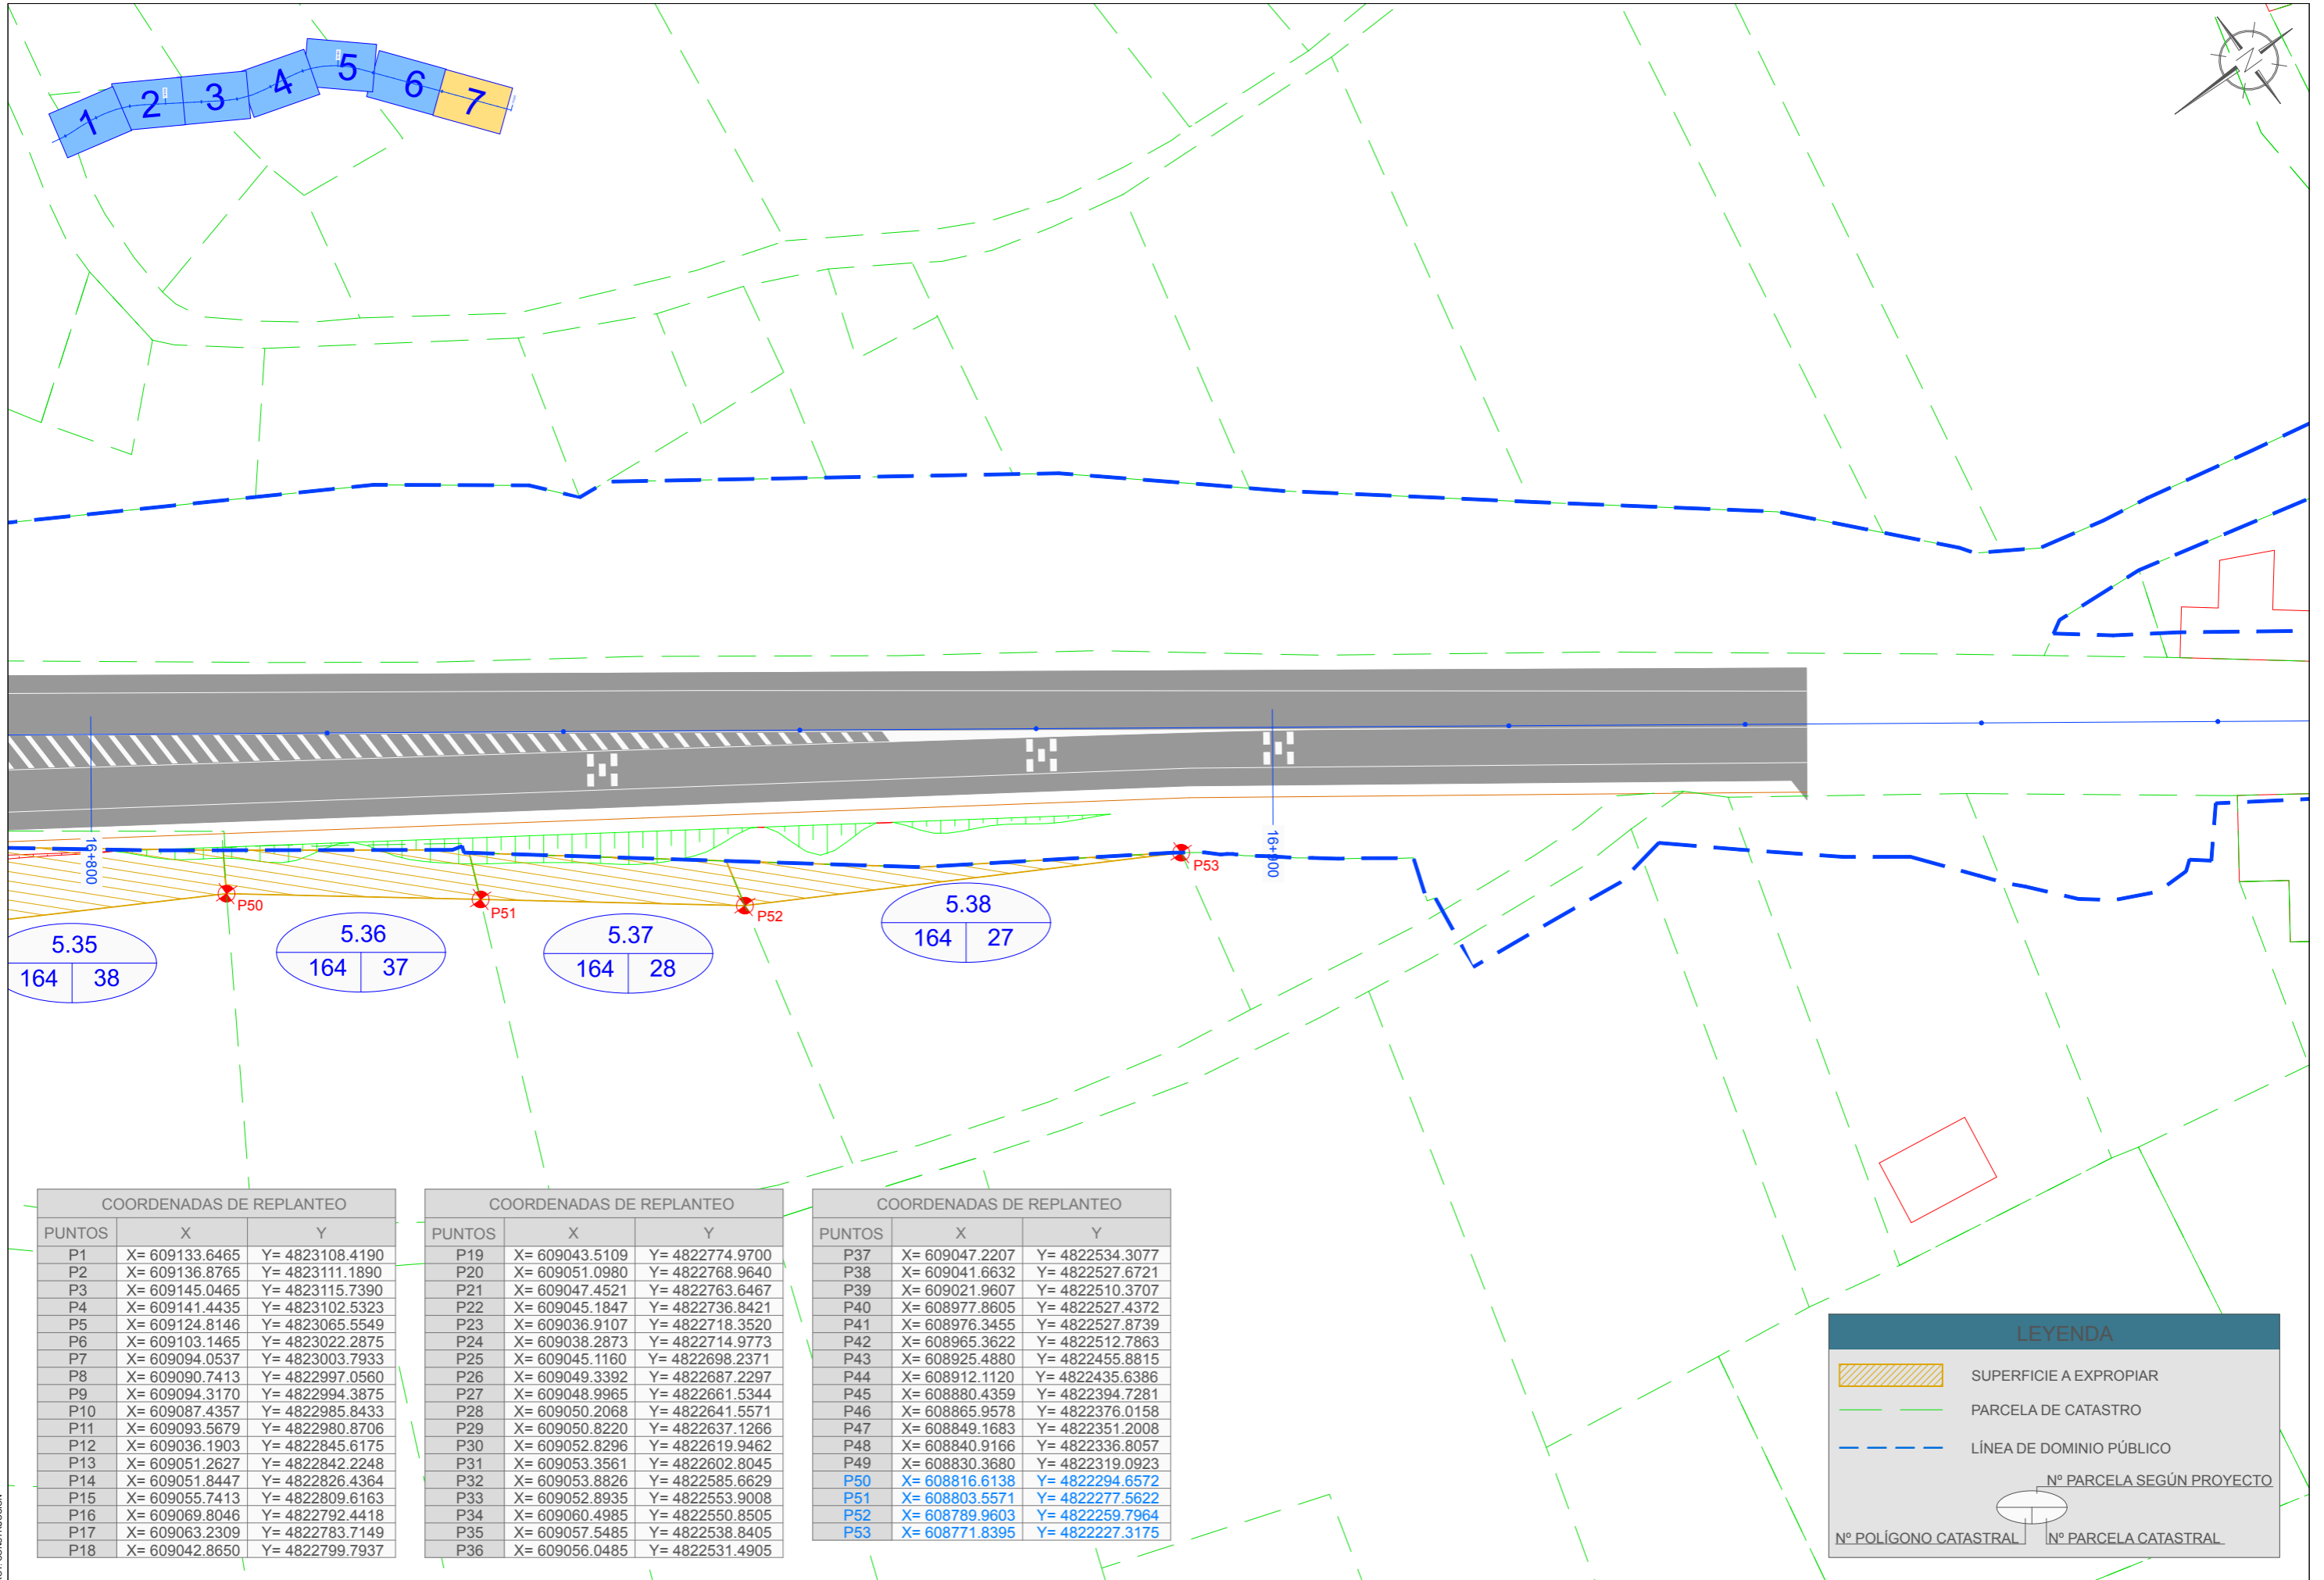 1
2
3
4
5
6
7
N
16+800
16+900
P50
P51
P52
P53
5.35
164 38
5.36
164 37
5.37
164 28
5.38
164 27
COORDENADAS DE REPLANTEO
PUNTOS X Y
P1 X= 609133.6465 Y= 4823108.4190
P2 X= 609136.8765 Y= 4823111.1890
P3 X= 609145.0465 Y= 4823115.7390
P4 X= 609141.4435 Y= 4823102.5323
P5 X= 609124.8146 Y= 4823065.5549
P6 X= 609103.1465 Y= 4823022.2875
P7 X= 609094.0537 Y= 4823003.7933
P8 X= 609090.7413 Y= 4822997.0560
P9 X= 609094.3170 Y= 4822994.3875
P10 X= 609087.4357 Y= 4822985.8433
P11 X= 609093.5679 Y= 4822980.8706
P12 X= 609036.1903 Y= 4822845.6175
P13 X= 609051.2627 Y= 4822842.2248
P14 X= 609051.8447 Y= 4822826.4364
P15 X= 609055.7413 Y= 4822809.6163
P16 X= 609069.8046 Y= 4822792.4418
P17 X= 609063.2309 Y= 4822783.7149
P18 X= 609042.8650 Y= 4822799.7937
COORDENADAS DE REPLANTEO
PUNTOS X Y
P19 X= 609043.5109 Y= 4822774.9700
P20 X= 609051.0980 Y= 4822768.9640
P21 X= 609047.4521 Y= 4822763.6467
P22 X= 609045.1847 Y= 4822736.8421
P23 X= 609036.9107 Y= 4822718.3520
P24 X= 609038.2873 Y= 4822714.9773
P25 X= 609045.1160 Y= 4822698.2371
P26 X= 609049.3392 Y= 4822687.2297
P27 X= 609048.9965 Y= 4822661.5344
P28 X= 609050.2068 Y= 4822641.5571
P29 X= 609050.8220 Y= 4822637.1266
P30 X= 609052.8296 Y= 4822619.9462
P31 X= 609053.3561 Y= 4822602.8045
P32 X= 609053.8826 Y= 4822585.6629
P33 X= 609052.8935 Y= 4822553.9008
P34 X= 609060.4985 Y= 4822550.8505
P35 X= 609057.5485 Y= 4822538.8405
P36 X= 609056.0485 Y= 4822531.4905
COORDENADAS DE REPLANTEO
PUNTOS X Y
P37 X= 609047.2207 Y= 4822534.3077
P38 X= 609041.6632 Y= 4822527.6721
P39 X= 609021.9607 Y= 4822510.3707
P40 X= 608977.8605 Y= 4822527.4372
P41 X= 608976.3455 Y= 4822527.8739
P42 X= 608965.3622 Y= 4822512.7863
P43 X= 608925.4880 Y= 4822455.8815
P44 X= 608912.1120 Y= 4822435.6386
P45 X= 608880.4359 Y= 4822394.7281
P46 X= 608865.9578 Y= 4822376.0158
P47 X= 608849.1683 Y= 4822351.2008
P48 X= 608840.9166 Y= 4822336.8057
P49 X= 608830.3680 Y= 4822319.0923
P50 X= 608816.6138 Y= 4822294.6572
P51 X= 608803.5571 Y= 4822277.5622
P52 X= 608789.9603 Y= 4822259.7964
P53 X= 608771.8395 Y= 4822227.3175
LEYENDA
SUPERFICIE A EXPROPIAR
PARCELA DE CATASTRO
LÍNEA DE DOMINIO PÚBLICO
Nº PARCELA SEGÚN PROYECTO
Nº POLÍGONO CATASTRAL Nº PARCELA CATASTRAL